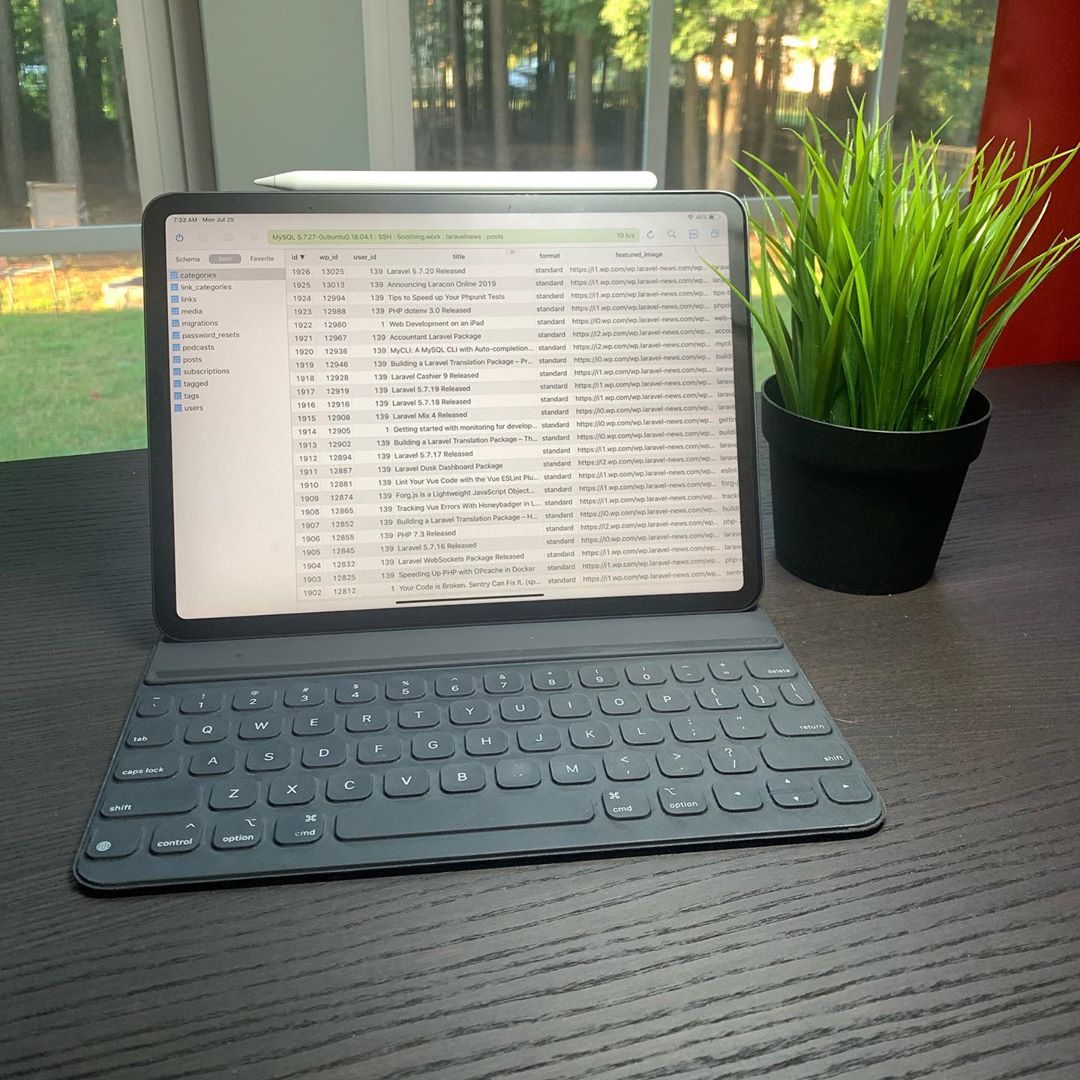 7:33 AM Mon Jul 29 46%
MySQL 5.7.27-0ubuntu0.18.04.1 : SSH : Soothing.work : laravelnews : posts 19 b/s
Schema Item Favorite
categories
link_categories
links
media
migrations
password_resets
podcasts
posts
subscriptions
tagged
tags
users
id ▼ wp_id user_id title format featured_image
1926 13025 139 Laravel 5.7.20 Released standard https://i1.wp.com/wp.laravel-news.com/wp...
1925 13013 139 Announcing Laracon Online 2019 standard https://i1.wp.com/wp.laravel-news.com/wp...
1924 12994 139 Tips to Speed up Your Phpunit Tests standard https://i1.wp.com/wp.laravel-news.com/wp... tips-
1923 12988 139 PHP dotenv 3.0 Released standard https://i1.wp.com/wp.laravel-news.com/wp...
1922 12980 1 Web Development on an iPad standard https://i0.wp.com/wp.laravel-news.com/wp... web-
1921 12967 139 Accountant Laravel Package standard https://i2.wp.com/wp.laravel-news.com/wp...
1920 12936 139 MyCLI: A MySQL CLI with Auto-completion... standard https://i2.wp.com/wp.laravel-news.com/wp...
1919 12946 139 Building a Laravel Translation Package – Pr... standard https://i0.wp.com/wp.laravel-news.com/wp...
1918 12928 139 Laravel Cashier 9 Released standard https://i1.wp.com/wp.laravel-news.com/wp...
1917 12919 139 Laravel 5.7.19 Released standard https://i1.wp.com/wp.laravel-news.com/wp...
1916 12916 139 Laravel 5.7.18 Released standard https://i1.wp.com/wp.laravel-news.com/wp...
1915 12908 139 Laravel Mix 4 Released standard https://i0.wp.com/wp.laravel-news.com/wp...
1914 12905 1 Getting started with monitoring for develop... standard https://i0.wp.com/wp.laravel-news.com/wp...
1913 12902 139 Building a Laravel Translation Package – Th... standard https://i0.wp.com/wp.laravel-news.com/wp...
1912 12894 139 Laravel 5.7.17 Released standard https://i1.wp.com/wp.laravel-news.com/wp...
1911 12887 139 Laravel Dusk Dashboard Package standard https://i2.wp.com/wp.laravel-news.com/wp...
1910 12881 139 Lint Your Vue Code with the Vue ESLint Plu... standard https://i1.wp.com/wp.laravel-news.com/wp... eslint
1909 12874 139 Forg.js is a Lightweight JavaScript Object... standard https://i1.wp.com/wp.laravel-news.com/wp... forg-j
1908 12865 139 Tracking Vue Errors With Honeybadger in L... standard https://i1.wp.com/wp.laravel-news.com/wp... tracki
1907 12852 139 Building a Laravel Translation Package – H... standard https://i0.wp.com/wp.laravel-news.com/wp... buildi
1906 12855 139 PHP 7.3 Released standard https://i2.wp.com/wp.laravel-news.com/wp... php-
1905 12845 139 Laravel 5.7.16 Released standard https://i0.wp.com/wp.laravel-news.com/wp...
1904 12832 139 Laravel WebSockets Package Released standard https://i1.wp.com/wp.laravel-news.com/wp...
1903 12825 139 Speeding Up PHP with OPcache in Docker standard https://i1.wp.com/wp.laravel-news.com/wp... php-
1902 12812 1 Your Code is Broken. Sentry Can Fix It. (sp... standard https://i1.wp.com/wp.laravel-news.com/wp... sentr
~ ! @ # $ % ^ & * ( ) _ +
` 1 2 3 4 5 6 7 8 9 0 - = delete
tab Q W E R T Y U I O P { [ } ] | \
caps lock A S D F G H J K L : ; " ' return
shift Z X C V B M < , > . ? / shift
control option cmd cmd option